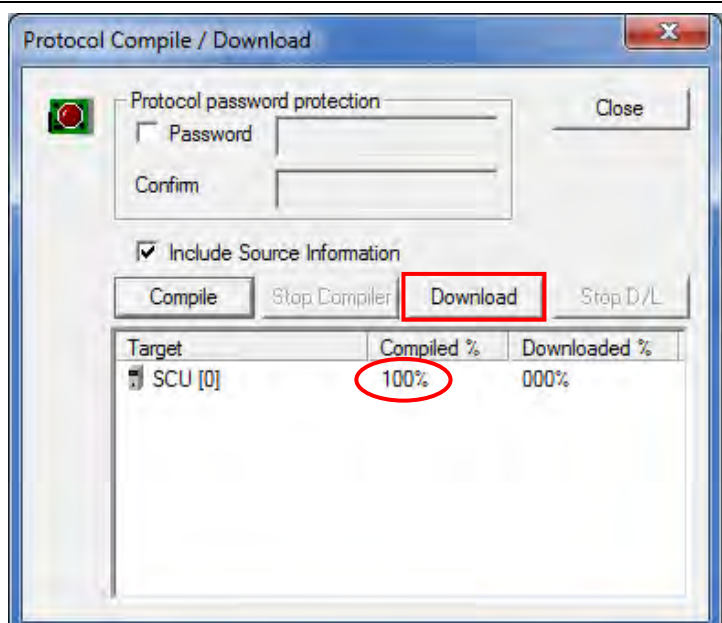 Protocol Compile / Download
Protocol password protection
Close
Password
Confirm
Include Source Information
Compile Stop Compiler Download Stop D/L
Target Compiled % Downloaded %
SCU [0] 100% 000%